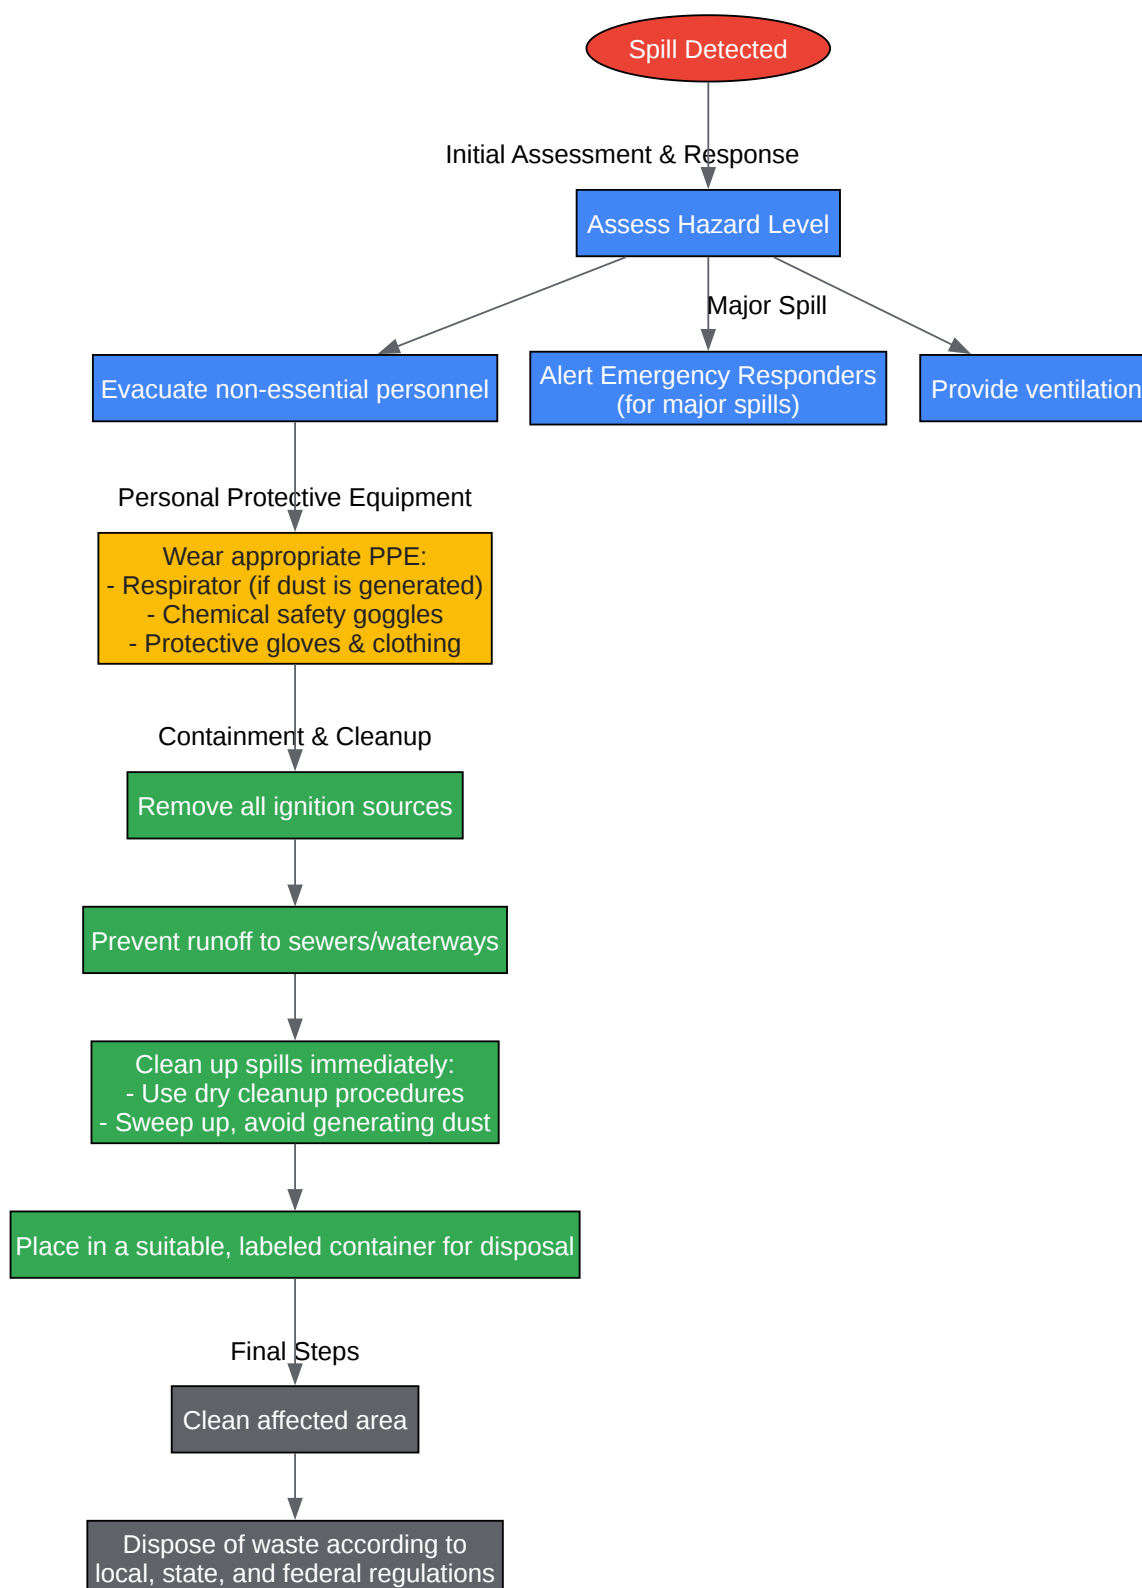 Spill Detected
Initial Assessment & Response
Assess Hazard Level
Major Spill
Evacuate non-essential personnel
Alert Emergency Responders
(for major spills)
Provide ventilation
Personal Protective Equipment
Wear appropriate PPE:
- Respirator (if dust is generated)
- Chemical safety goggles
- Protective gloves & clothing
Containment & Cleanup
Remove all ignition sources
Prevent runoff to sewers/waterways
Clean up spills immediately:
- Use dry cleanup procedures
- Sweep up, avoid generating dust
Place in a suitable, labeled container for disposal
Final Steps
Clean affected area
Dispose of waste according to
local, state, and federal regulations